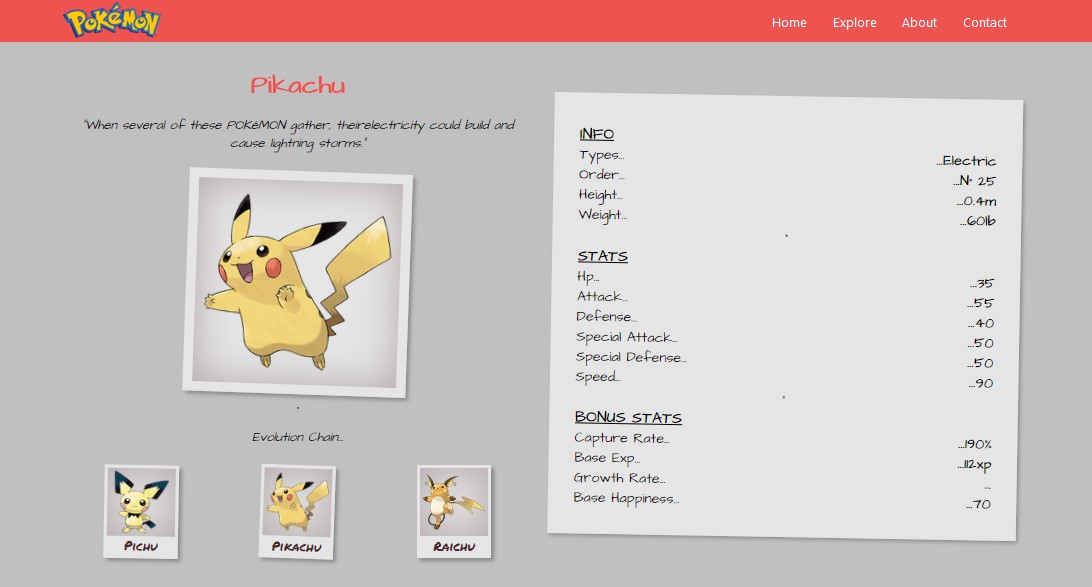 POKéMON
Home Explore About Contact
Pikachu
"When several of these POKéMON gather, theirelectricity could build and
cause lightning storms."
.
Evolution Chain...
Pichu Pikachu Raichu
INFO
Types... ...Electric
Order... ...N° 25
Height... ...0.4m
Weight... ...60lb
.
STATS
Hp... ...35
Attack... ...55
Defense... ...40
Special Attack... ...50
Special Defense... ...50
Speed... ...90
.
BONUS STATS
Capture Rate... ...190%
Base Exp... ...112xp
Growth Rate... ...
Base Happiness... ...70